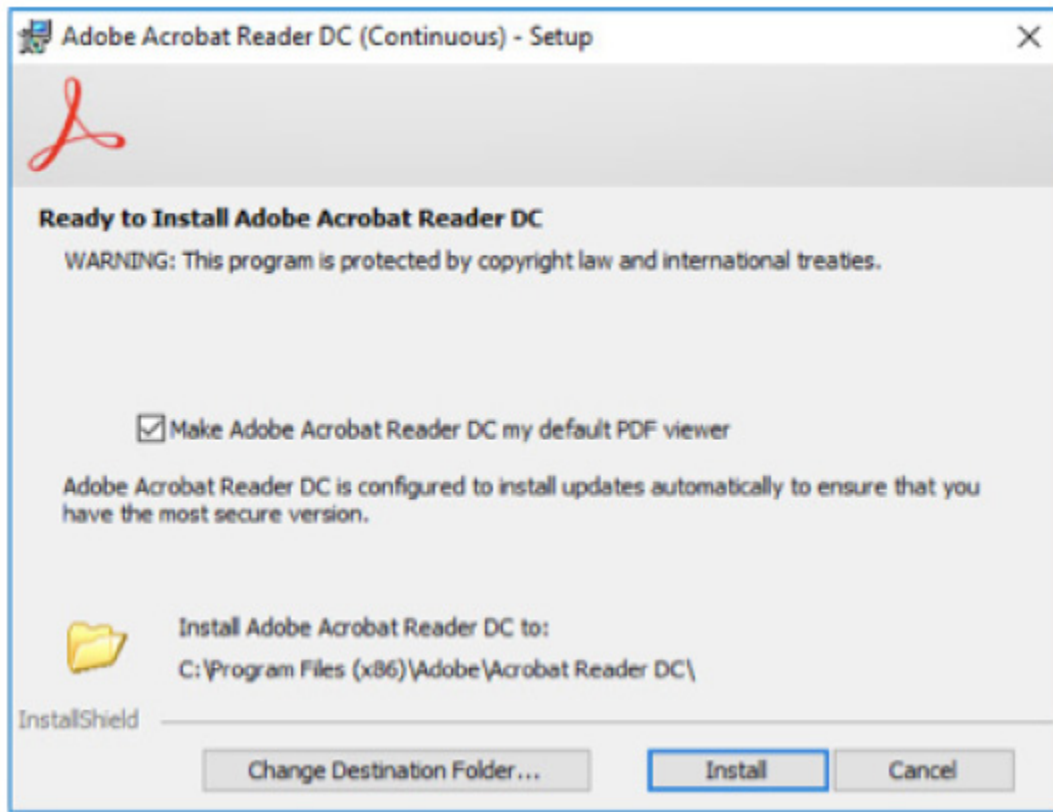 Adobe Acrobat Reader DC (Continuous) - Setup
Ready to Install Adobe Acrobat Reader DC
WARNING: This program is protected by copyright law and international treaties.
Make Adobe Acrobat Reader DC my default PDF viewer
Adobe Acrobat Reader DC is configured to install updates automatically to ensure that you
have the most secure version.
Install Adobe Acrobat Reader DC to:
C:\Program Files (x86)\Adobe\Acrobat Reader DC\
InstallShield
Change Destination Folder...
Install
Cancel